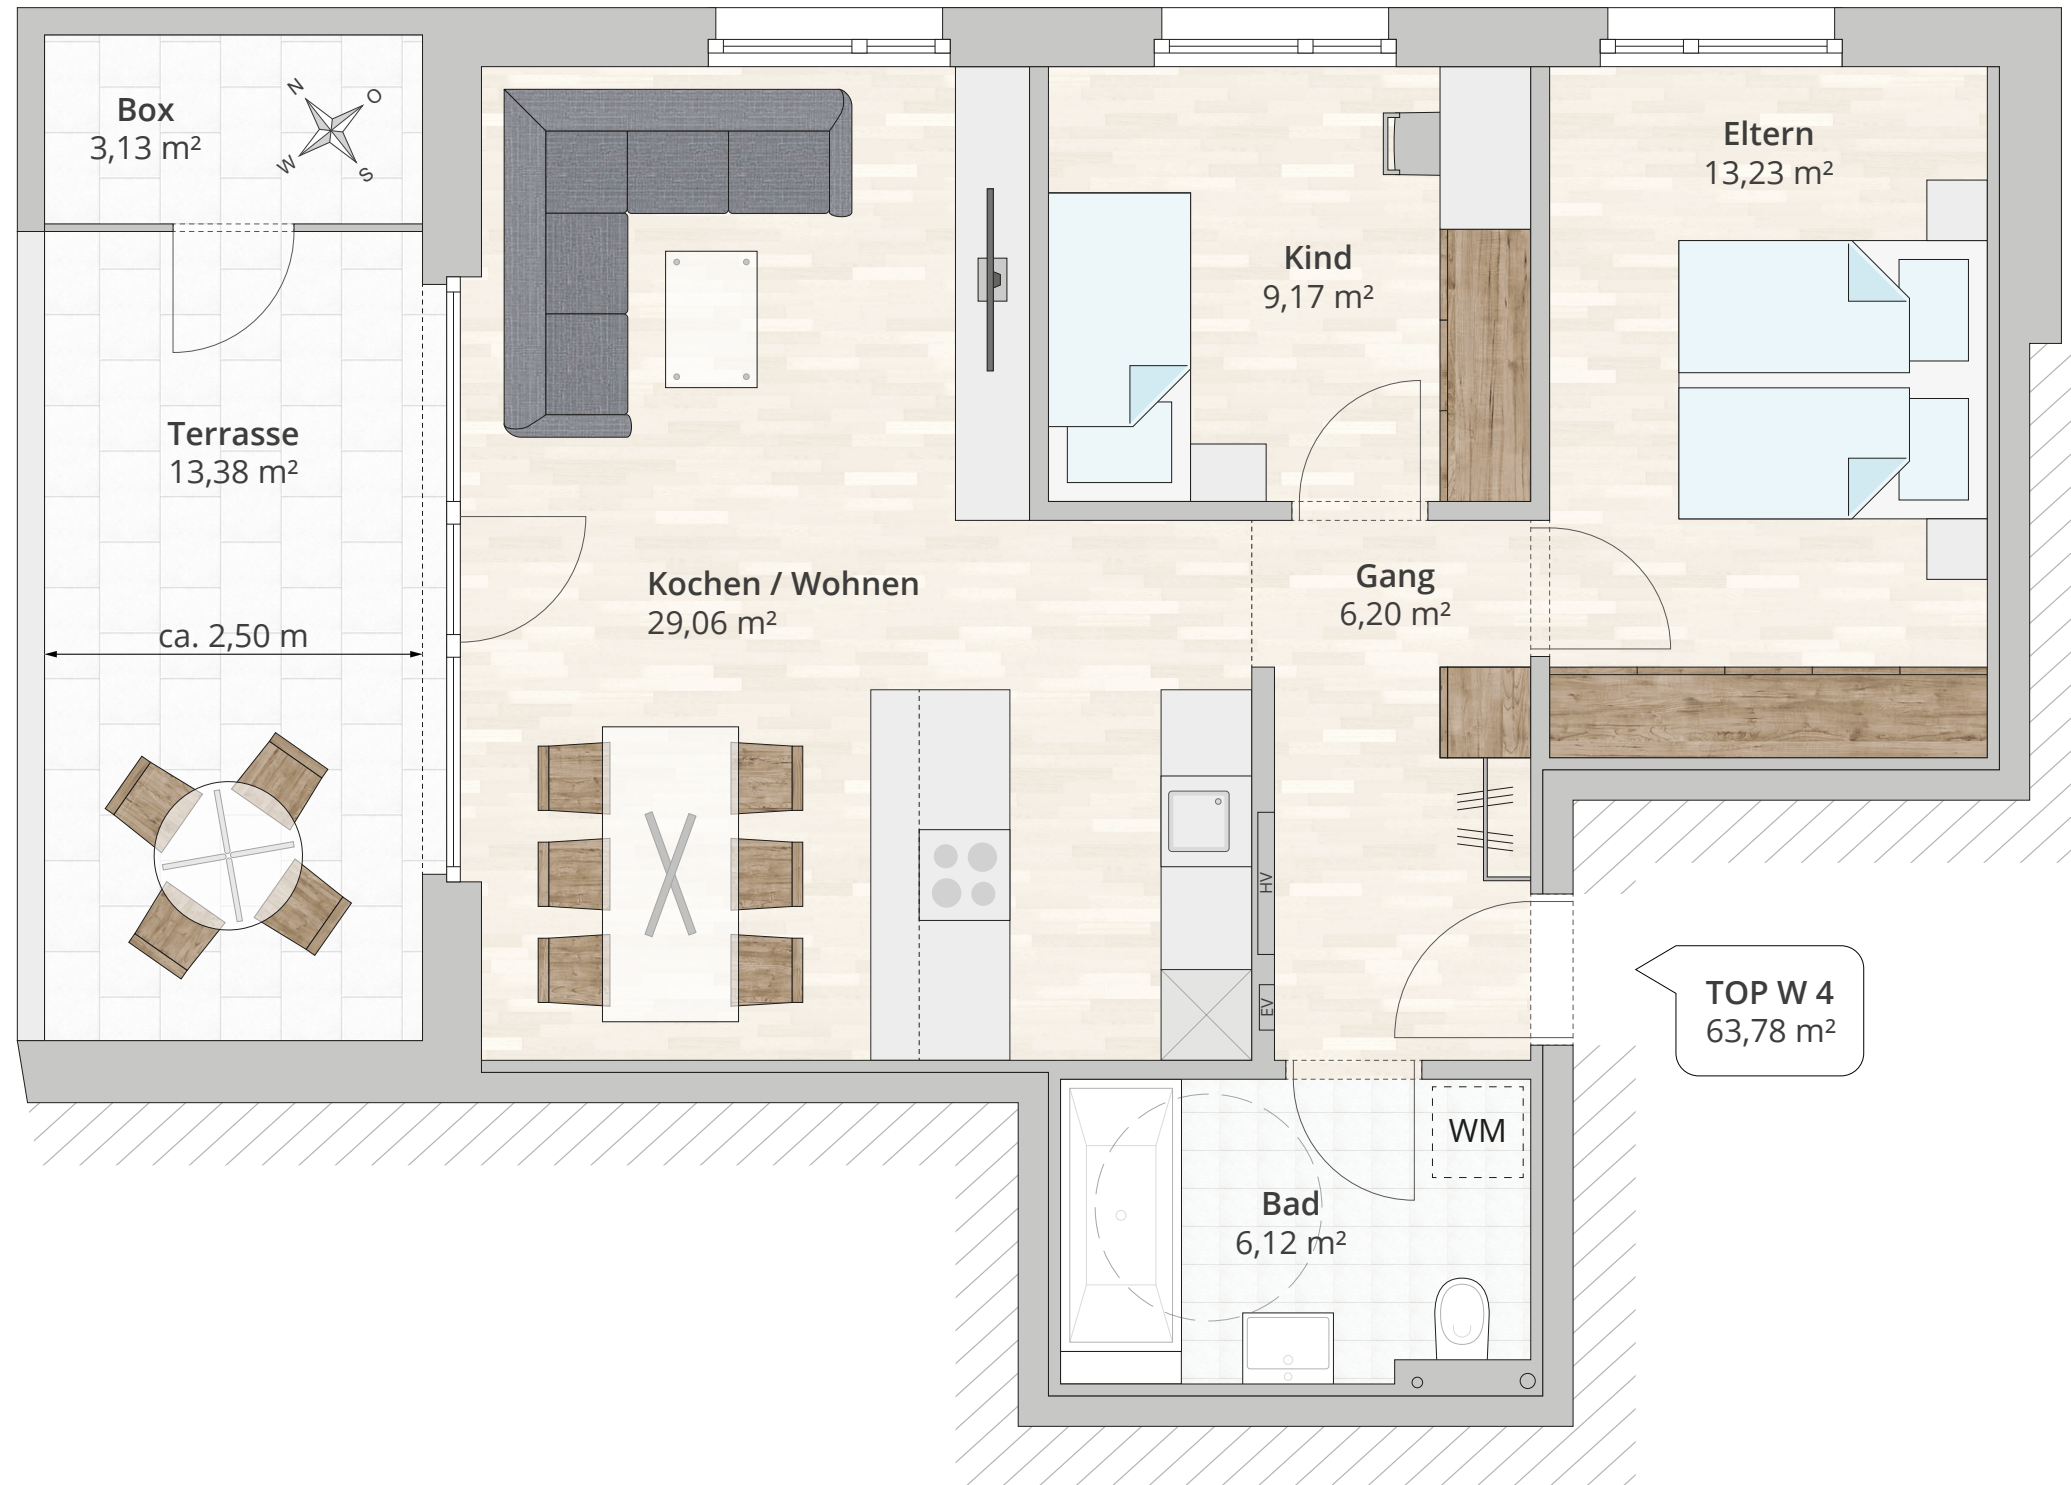 Box
3,13 m²
N
O
W
S
Terrasse
13,38 m²
ca. 2,50 m
Kochen / Wohnen
29,06 m²
Kind
9,17 m²
Eltern
13,23 m²
Gang
6,20 m²
HV
EV
TOP W 4
63,78 m²
WM
Bad
6,12 m²